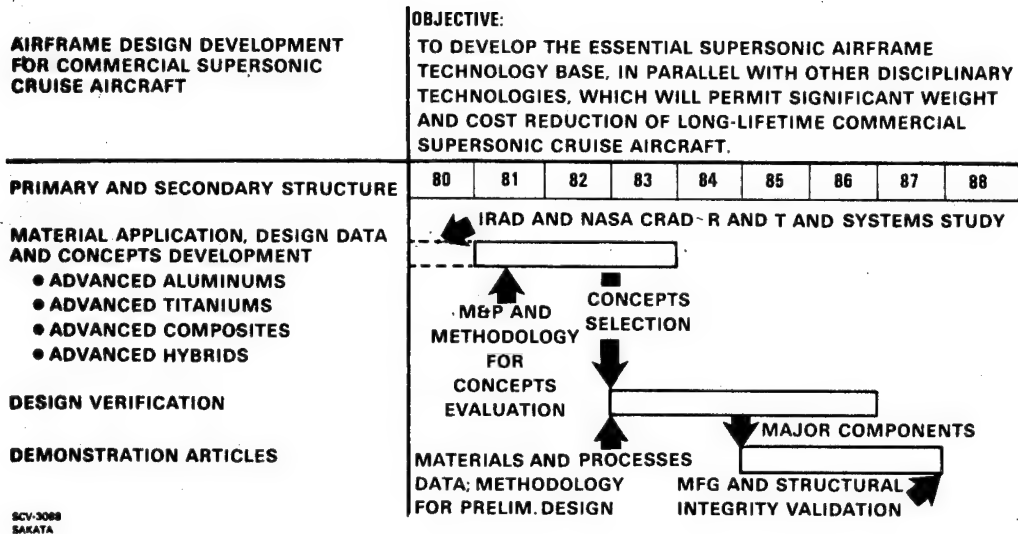 AIRFRAME DESIGN DEVELOPMENT
FOR COMMERCIAL SUPERSONIC
CRUISE AIRCRAFT
OBJECTIVE:
TO DEVELOP THE ESSENTIAL SUPERSONIC AIRFRAME
TECHNOLOGY BASE, IN PARALLEL WITH OTHER DISCIPLINARY
TECHNOLOGIES, WHICH WILL PERMIT SIGNIFICANT WEIGHT
AND COST REDUCTION OF LONG-LIFETIME COMMERCIAL
SUPERSONIC CRUISE AIRCRAFT.
PRIMARY AND SECONDARY STRUCTURE 80 81 82 83 84 85 86 87 88
IRAD AND NASA CRAD-R AND T AND SYSTEMS STUDY
MATERIAL APPLICATION, DESIGN DATA
AND CONCEPTS DEVELOPMENT
• ADVANCED ALUMINUMS
• ADVANCED TITANIUMS
• ADVANCED COMPOSITES
• ADVANCED HYBRIDS
M&P AND
METHODOLOGY
FOR
CONCEPTS
EVALUATION
CONCEPTS
SELECTION
DESIGN VERIFICATION
MAJOR COMPONENTS
DEMONSTRATION ARTICLES
MATERIALS AND PROCESSES
DATA; METHODOLOGY
FOR PRELIM. DESIGN
MFG AND STRUCTURAL
INTEGRITY VALIDATION
SAKATA